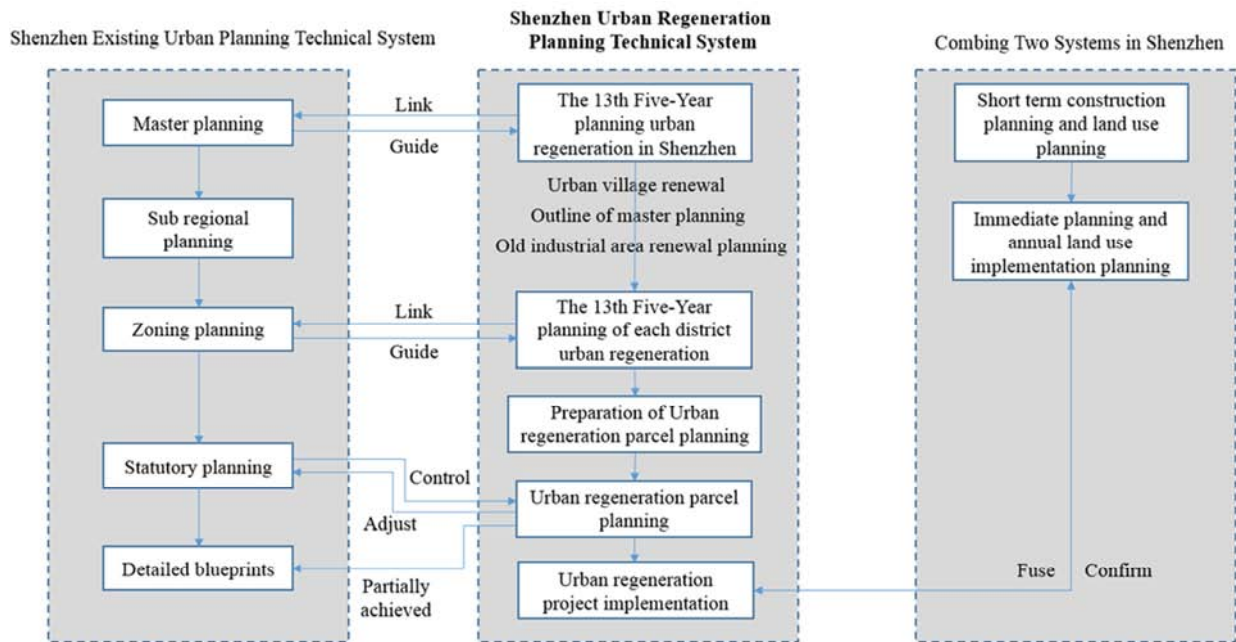 Shenzhen Existing Urban Planning Technical System
Master planning
Sub regional
planning
Zoning planning
Statutory planning
Detailed blueprints
Link
Guide
Link
Guide
Control
Adjust
Partially
achieved
Shenzhen Urban Regeneration
Planning Technical System
The 13th Five-Year
planning urban
regeneration in Shenzhen
Urban village renewal
Outline of master planning
Old industrial area renewal planning
The 13th Five-Year
planning of each district
urban regeneration
Preparation of Urban
regeneration parcel planning
Urban regeneration parcel
planning
Urban regeneration
project implementation
Combing Two Systems in Shenzhen
Short term construction
planning and land use
planning
Immediate planning and
annual land use
implementation planning
Fuse
Confirm